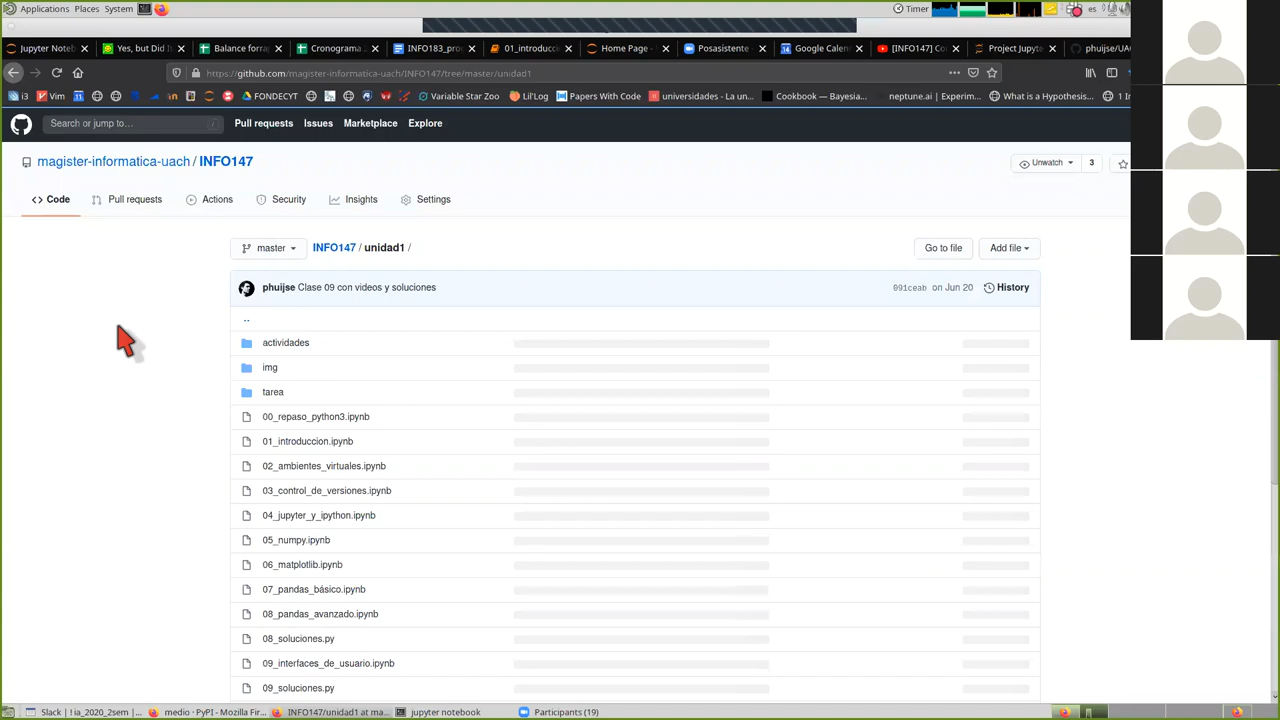 Applications Places System
Timer
es
Jupyter Noteb
Yes, but Did
Balance forrag
Cronograma
INFO183_pro
01_introducci
Home Page -
Posasistente
Google Calen
[INFO147] Co
Project Jupyte
phuijse/UA
https://github.com/magister-informatica-uach/INFO147/tree/master/unidad1
i3
Vim
FONDECYT
Variable Star Zoo
Lil'Log
Papers With Code
universidades - La un...
Cookbook — Bayesia...
neptune.ai | Experim...
What is a Hypothesis...
Search or jump to...
/
Pull requests
Issues
Marketplace
Explore
magister-informatica-uach / INFO147
Unwatch
3
Code
Pull requests
Actions
Security
Insights
Settings
master
INFO147 / unidad1 /
Go to file
Add file
phuijse Clase 09 con videos y soluciones
091ceab on Jun 20
History
..
actividades
img
tarea
00_repaso_python3.ipynb
01_introduccion.ipynb
02_ambientes_virtuales.ipynb
03_control_de_versiones.ipynb
04_jupyter_y_ipython.ipynb
05_numpy.ipynb
06_matplotlib.ipynb
07_pandas_básico.ipynb
08_pandas_avanzado.ipynb
08_soluciones.py
09_interfaces_de_usuario.ipynb
09_soluciones.py
Slack | ! ia_2020_2sem |...
medio · PyPI - Mozilla Fir...
INFO147/unidad1 at ma...
jupyter notebook
Participants (19)